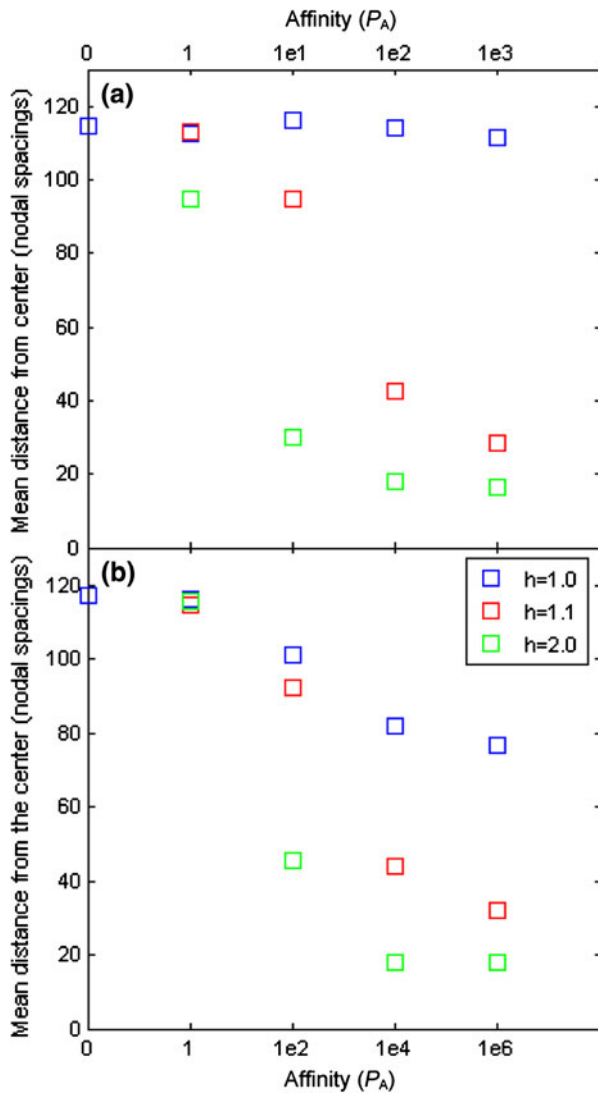 Affinity (P_A)
0 1 1e1 1e2 1e3
(a)
Mean distance from center (nodal spacings)
120
100
80
60
40
20
0
(b)
Mean distance from the center (nodal spacings)
h=1.0
h=1.1
h=2.0
120
100
80
60
40
20
0
0 1 1e2 1e4 1e6
Affinity (P_A)